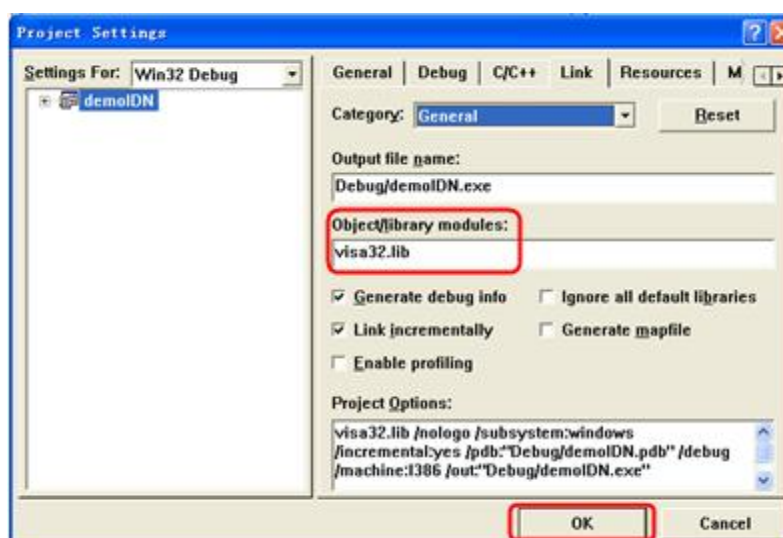 Project Settings
Settings For: Win32 Debug
demoIDN
General Debug C/C++ Link Resources M
Category: General Reset
Output file name:
Debug/demoIDN.exe
Object/library modules:
visa32.lib
Generate debug info Ignore all default libraries
Link incrementally Generate mapfile
Enable profiling
Project Options:
visa32.lib /nologo /subsystem:windows
/incremental:yes /pdb:"Debug/demoIDN.pdb" /debug
/machine:I386 /out:"Debug/demoIDN.exe"
OK Cancel